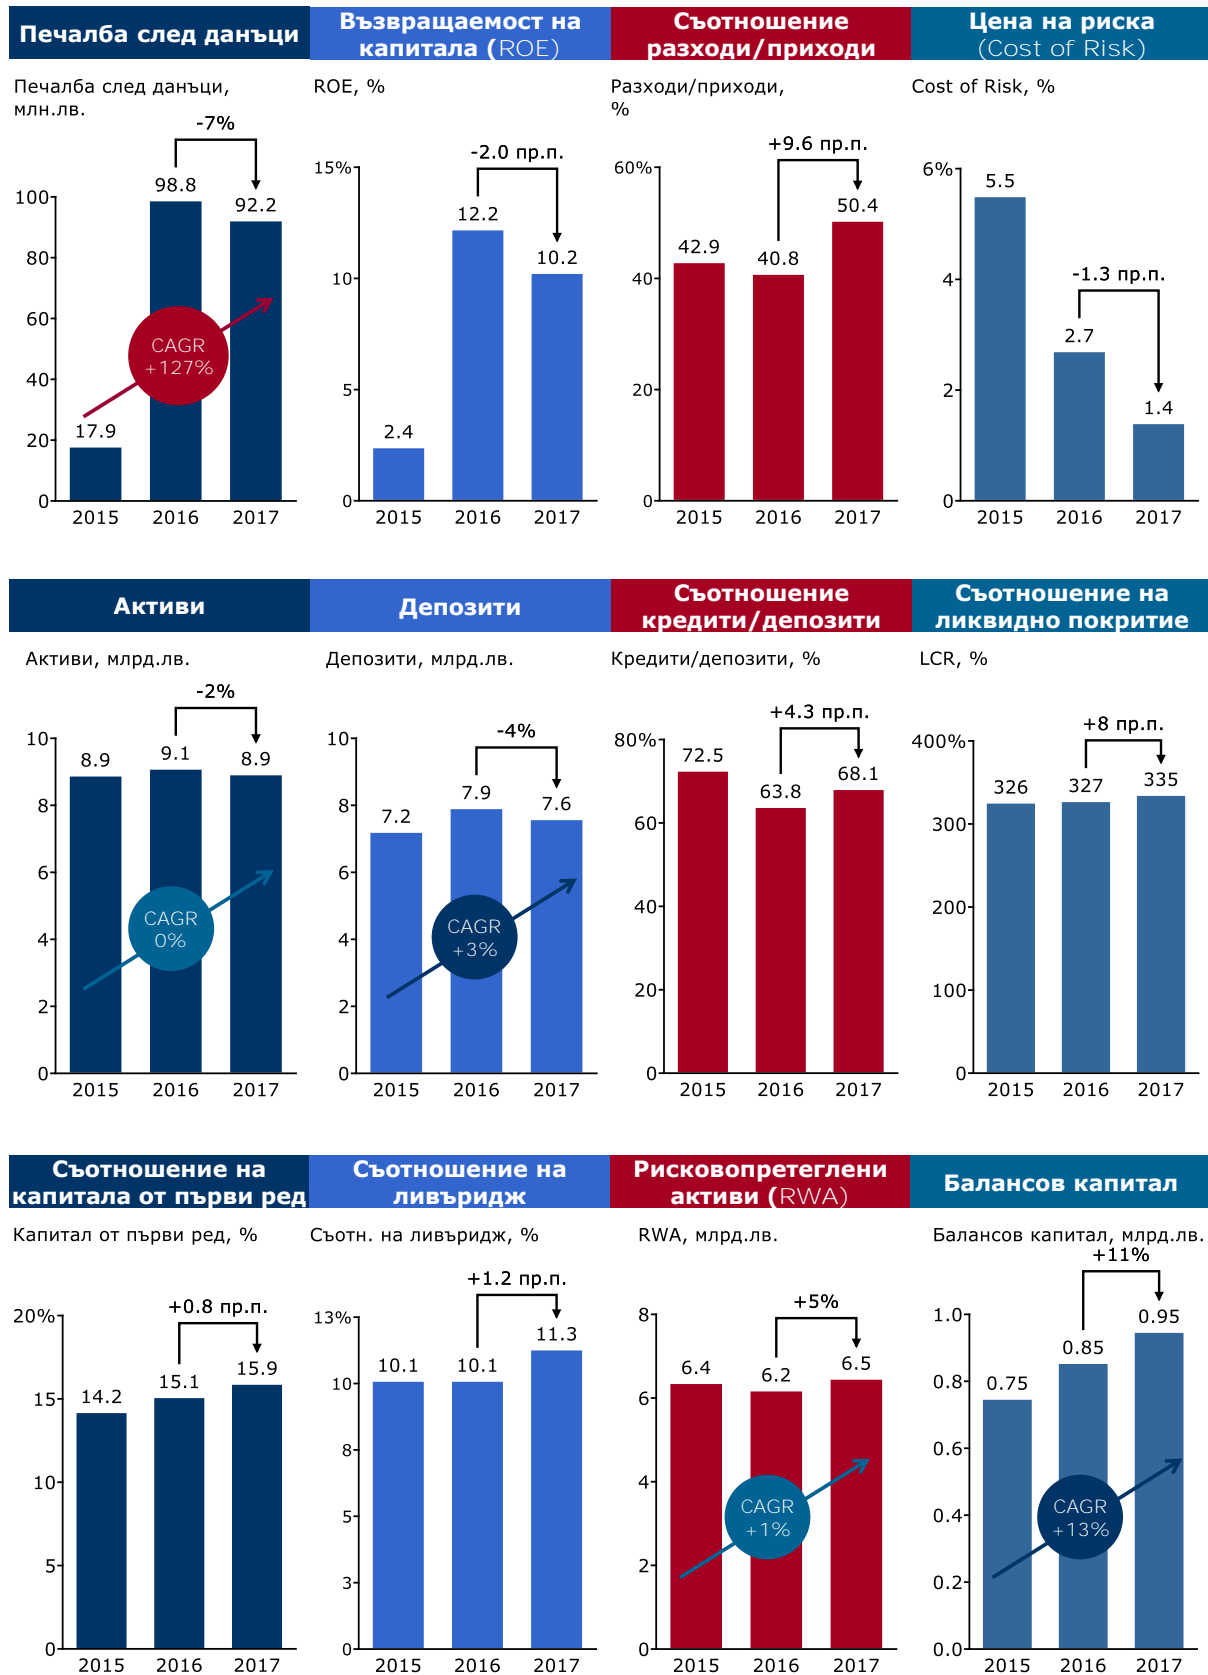 Печалба след данъци
Възвращаемост на
капитала (ROE)
Съотношение
разходи/приходи
Цена на риска
(Cost of Risk)
Печалба след данъци,
млн.лв.
-7%
100
80
60
40
20
0
17.9
98.8
92.2
CAGR
+127%
2015 2016 2017
ROE, %
-2.0 пр.п.
15%
10
5
0
2.4
12.2
10.2
2015 2016 2017
Разходи/приходи,
%
+9.6 пр.п.
60%
40
20
0
42.9
40.8
50.4
2015 2016 2017
Cost of Risk, %
-1.3 пр.п.
6%
4
2
0
5.5
2.7
1.4
2015 2016 2017
Активи
Депозити
Съотношение
кредити/депозити
Съотношение на
ликвидно покритие
Активи, млрд.лв.
-2%
10
8
6
4
2
0
8.9
9.1
8.9
CAGR
0%
2015 2016 2017
Депозити, млрд.лв.
-4%
10
8
6
4
2
0
7.2
7.9
7.6
CAGR
+3%
2015 2016 2017
Кредити/депозити, %
+4.3 пр.п.
80%
60
40
20
0
72.5
63.8
68.1
2015 2016 2017
LCR, %
+8 пр.п.
400%
300
200
100
0
326
327
335
2015 2016 2017
Съотношение на
капитала от първи ред
Съотношение на
ливъридж
Рисковопретеглени
активи (RWA)
Балансов капитал
Капитал от първи ред, %
+0.8 пр.п.
20%
15
10
5
0
14.2
15.1
15.9
2015 2016 2017
Съотн. на ливъридж, %
+1.2 пр.п.
13%
10
8
5
3
0
10.1
10.1
11.3
2015 2016 2017
RWA, млрд.лв.
+5%
8
6
4
2
0
6.4
6.2
6.5
CAGR
+1%
2015 2016 2017
Балансов капитал, млрд.лв.
+11%
1.0
0.8
0.6
0.4
0.2
0.0
0.75
0.85
0.95
CAGR
+13%
2015 2016 2017